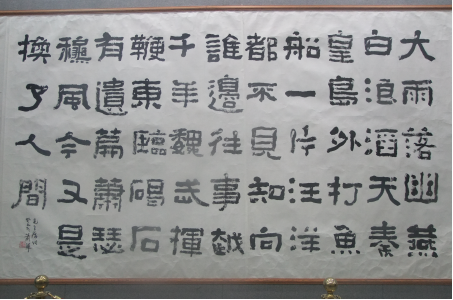 大雨落幽燕
白浪滔天秦
皇島外打魚
船一片汪洋
都不見知向
誰邊往事越
千年魏武揮
鞭東臨碣石
有遺篇蕭瑟
穐風今又是
換了人間